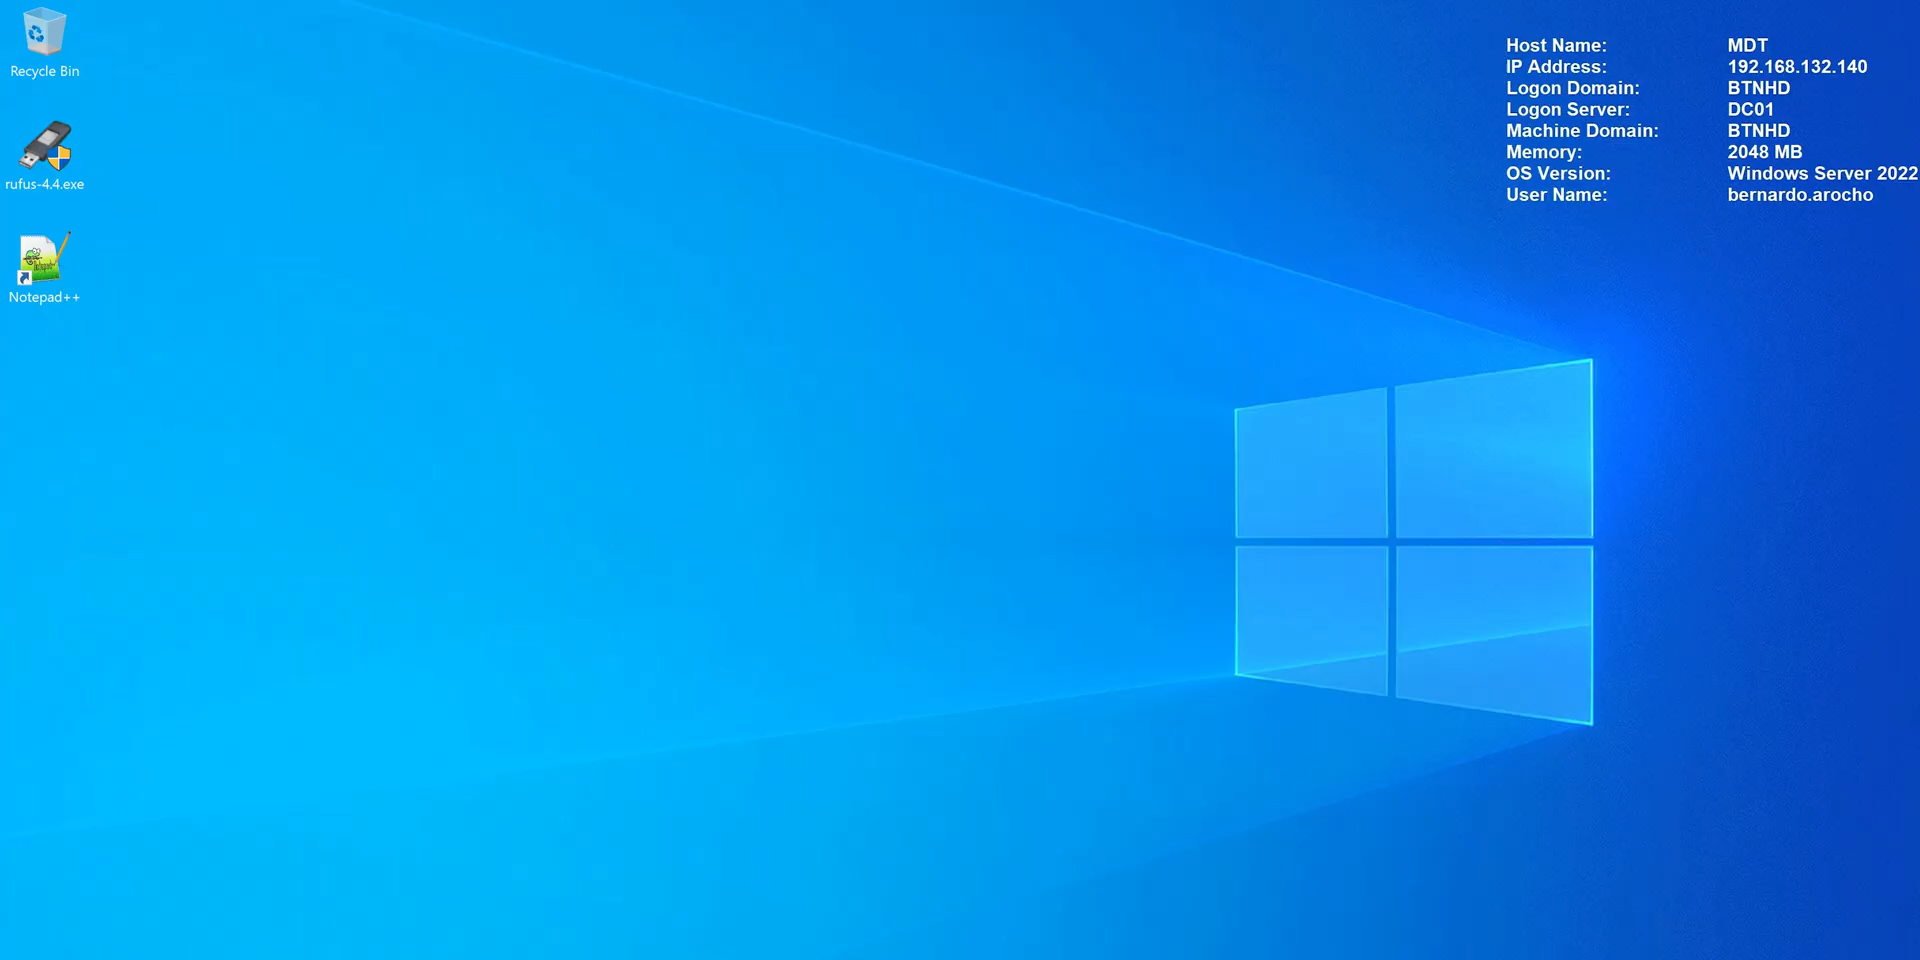 Recycle Bin
rufus-4.4.exe
Notepad++
Host Name: MDT
IP Address: 192.168.132.140
Logon Domain: BTNHD
Logon Server: DC01
Machine Domain: BTNHD
Memory: 2048 MB
OS Version: Windows Server 2022
User Name: bernardo.arocho